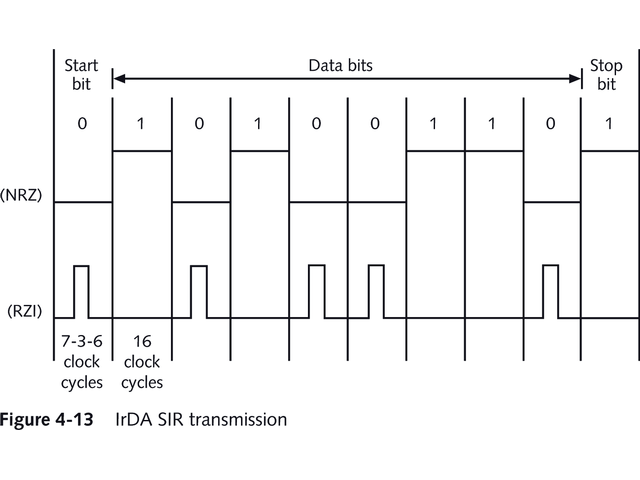 Start bit
Data bits
Stop bit
0 1 0 1 0 0 1 1 0 1
(NRZ)
(RZI)
7-3-6 clock cycles
16 clock cycles
Figure 4-13 IrDA SIR transmission